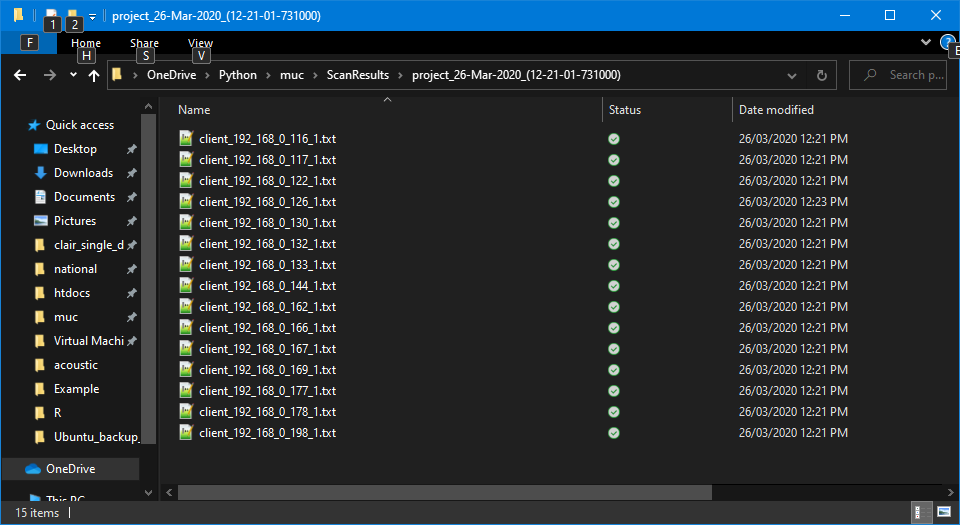 project_26-Mar-2020_(12-21-01-731000)
1 2
F Home Share View
H S V
OneDrive Python muc ScanResults project_26-Mar-2020_(12-21-01-731000) Search p...
Name Status Date modified
Quick access
Desktop
Downloads
Documents
Pictures
clair_single_d
national
htdocs
muc
Virtual Machi
acoustic
Example
R
Ubuntu_backup_
OneDrive
This PC
client_192_168_0_116_1.txt 26/03/2020 12:21 PM
client_192_168_0_117_1.txt 26/03/2020 12:21 PM
client_192_168_0_122_1.txt 26/03/2020 12:21 PM
client_192_168_0_126_1.txt 26/03/2020 12:23 PM
client_192_168_0_130_1.txt 26/03/2020 12:21 PM
client_192_168_0_132_1.txt 26/03/2020 12:21 PM
client_192_168_0_133_1.txt 26/03/2020 12:21 PM
client_192_168_0_144_1.txt 26/03/2020 12:21 PM
client_192_168_0_162_1.txt 26/03/2020 12:21 PM
client_192_168_0_166_1.txt 26/03/2020 12:21 PM
client_192_168_0_167_1.txt 26/03/2020 12:21 PM
client_192_168_0_169_1.txt 26/03/2020 12:21 PM
client_192_168_0_177_1.txt 26/03/2020 12:21 PM
client_192_168_0_178_1.txt 26/03/2020 12:21 PM
client_192_168_0_198_1.txt 26/03/2020 12:21 PM
15 items